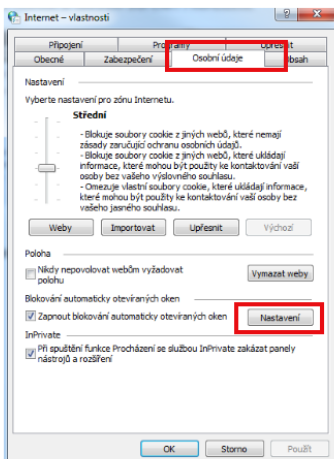 Internet – vlastnosti
Připojení Programy Upřesnit
Obecné Zabezpečení Osobní údaje Obsah
Nastavení
Vyberte nastavení pro zónu Internetu.
Střední
- Blokuje soubory cookie z jiných webů, které nemají
zásady zaručující ochranu osobních údajů.
- Blokuje soubory cookie z jiných webů, které ukládají
informace, které mohou být použity ke kontaktování vaší
osoby bez vašeho výslovného souhlasu.
- Omezuje vlastní soubory cookie, které ukládají informace,
které mohou být použity ke kontaktování vaší osoby bez
vašeho jasného souhlasu.
Weby Importovat Upřesnit Výchozí
Poloha
Nikdy nepovolovat webům vyžadovat
polohu
Vymazat weby
Blokování automaticky otevíraných oken
Zapnout blokování automaticky otevíraných oken Nastavení
InPrivate
Při spuštění funkce Procházení se službou InPrivate zakázat panely
nástrojů a rozšíření
OK Storno Použít